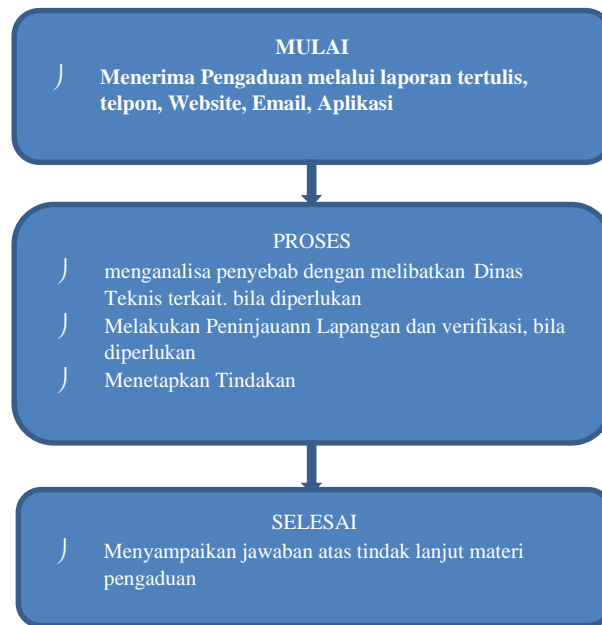 MULAI
Menerima Pengaduan melalui laporan tertulis,
telpon, Website, Email, Aplikasi
PROSES
menganalisa penyebab dengan melibatkan Dinas
Teknis terkait. bila diperlukan
Melakukan Peninjauann Lapangan dan verifikasi, bila
diperlukan
Menetapkan Tindakan
SELESAI
Menyampaikan jawaban atas tindak lanjut materi
pengaduan